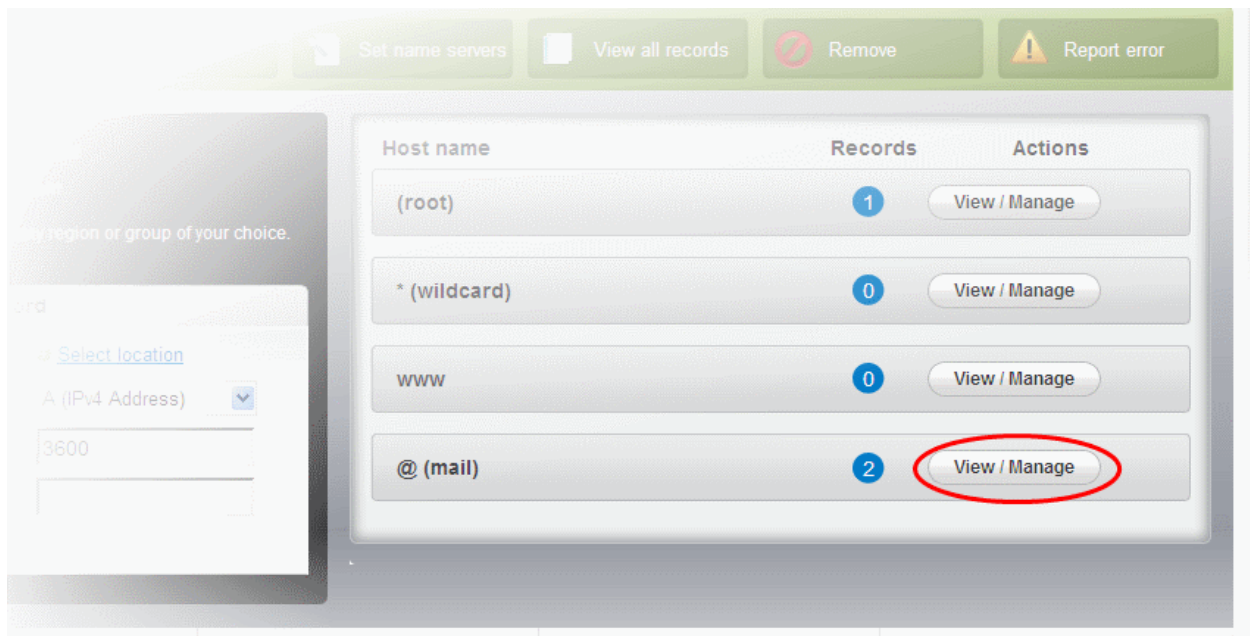 Set name servers
View all records
Remove
Report error
region or group of your choice.
Select location
A (IPv4 Address)
3600
Host name Records Actions
(root) 1 View / Manage
* (wildcard) 0 View / Manage
www 0 View / Manage
@ (mail) 2 View / Manage